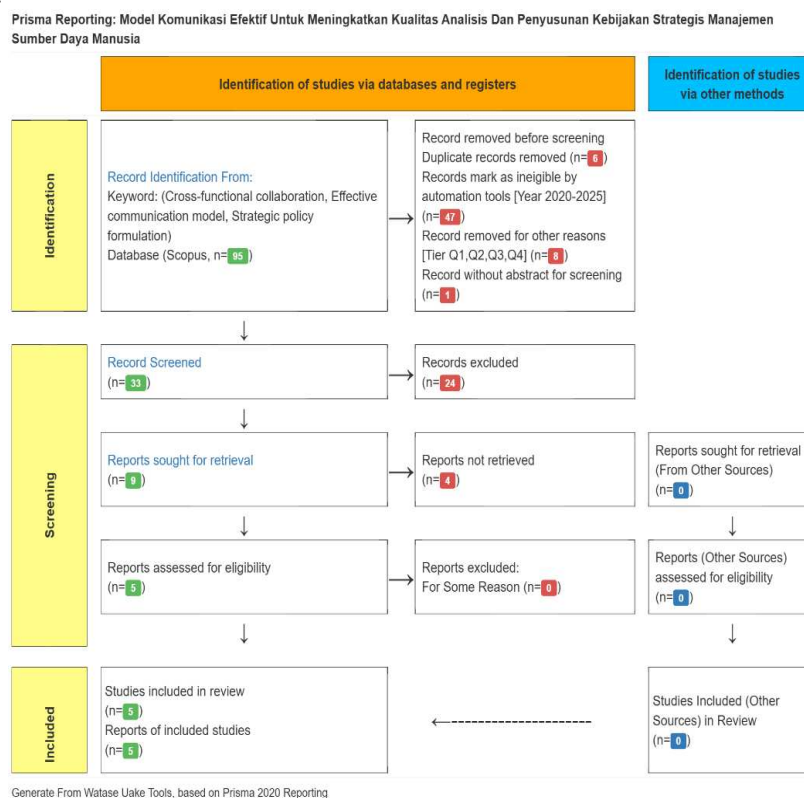 Prisma Reporting: Model Komunikasi Efektif Untuk Meningkatkan Kualitas Analisis Dan Penyusunan Kebijakan Strategis Manajemen
Sumber Daya Manusia
Identification of studies via databases and registers
Identification of studies
via other methods
Identification
Record Identification From:
Keyword: (Cross-functional collaboration, Effective
communication model, Strategic policy
formulation)
Database (Scopus, n=95)
Record removed before screening
Duplicate records removed (n=6)
Records mark as ineigible by
automation tools [Year 2020-2025]
(n=47)
Record removed for other reasons
[Tier Q1,Q2,Q3,Q4] (n=8)
Record without abstract for screening
(n=1)
Screening
Record Screened
(n=33)
Records excluded
(n=24)
Reports sought for retrieval
(n=9)
Reports not retrieved
(n=4)
Reports sought for retrieval
(From Other Sources)
(n=0)
Reports assessed for eligibility
(n=5)
Reports excluded:
For Some Reason (n=0)
Reports (Other Sources)
assessed for eligibility
(n=0)
Included
Studies included in review
(n=5)
Reports of included studies
(n=5)
Studies Included (Other
Sources) in Review
(n=0)
Generate From Watase Uake Tools, based on Prisma 2020 Reporting